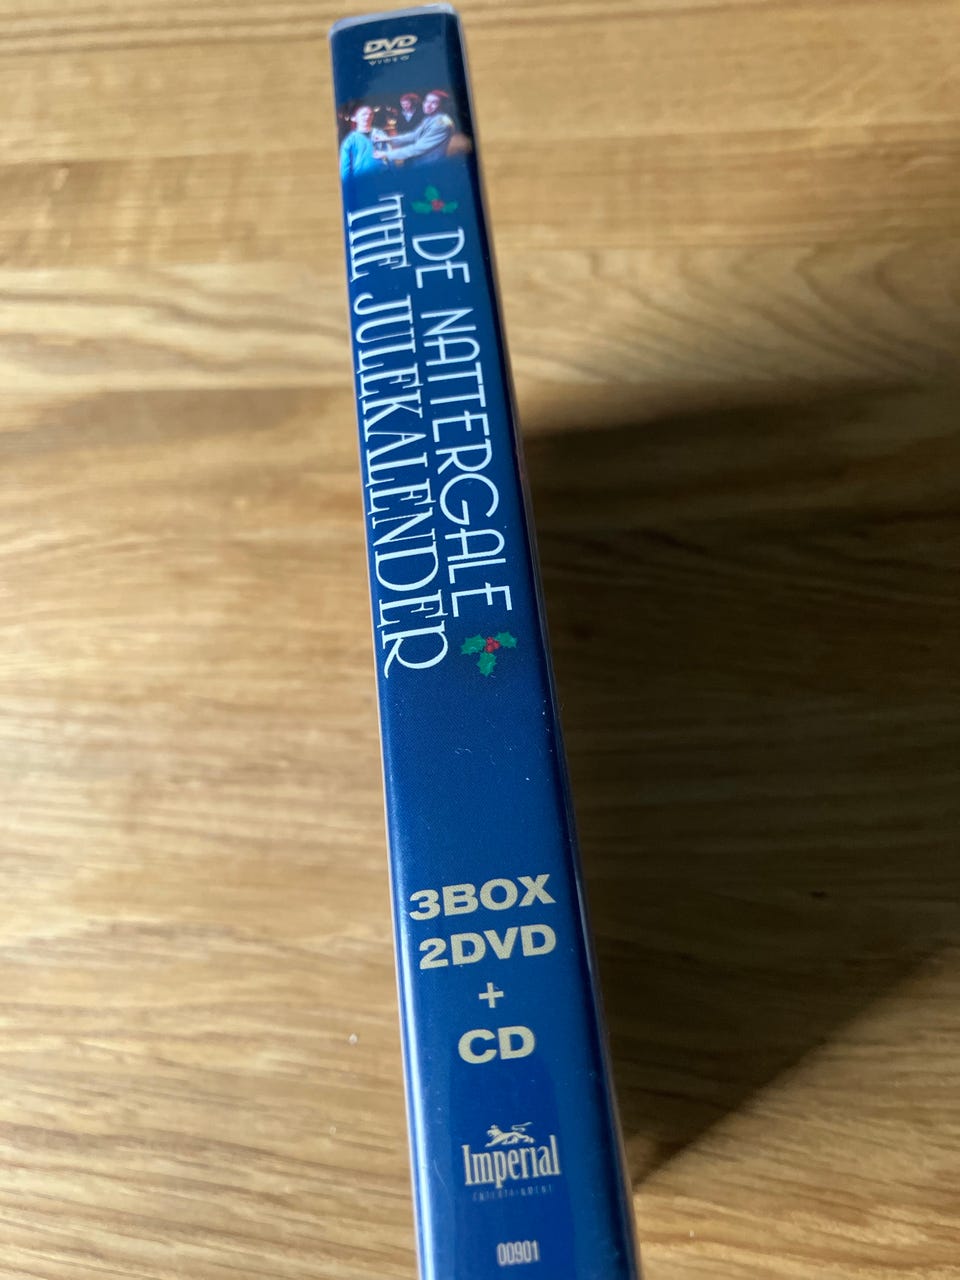 DVD
VIDEO
DE NATTERGALE
THE JULEKALENDER
3BOX
2DVD
+
CD
Imperial
ENTERTAINMENT
00901